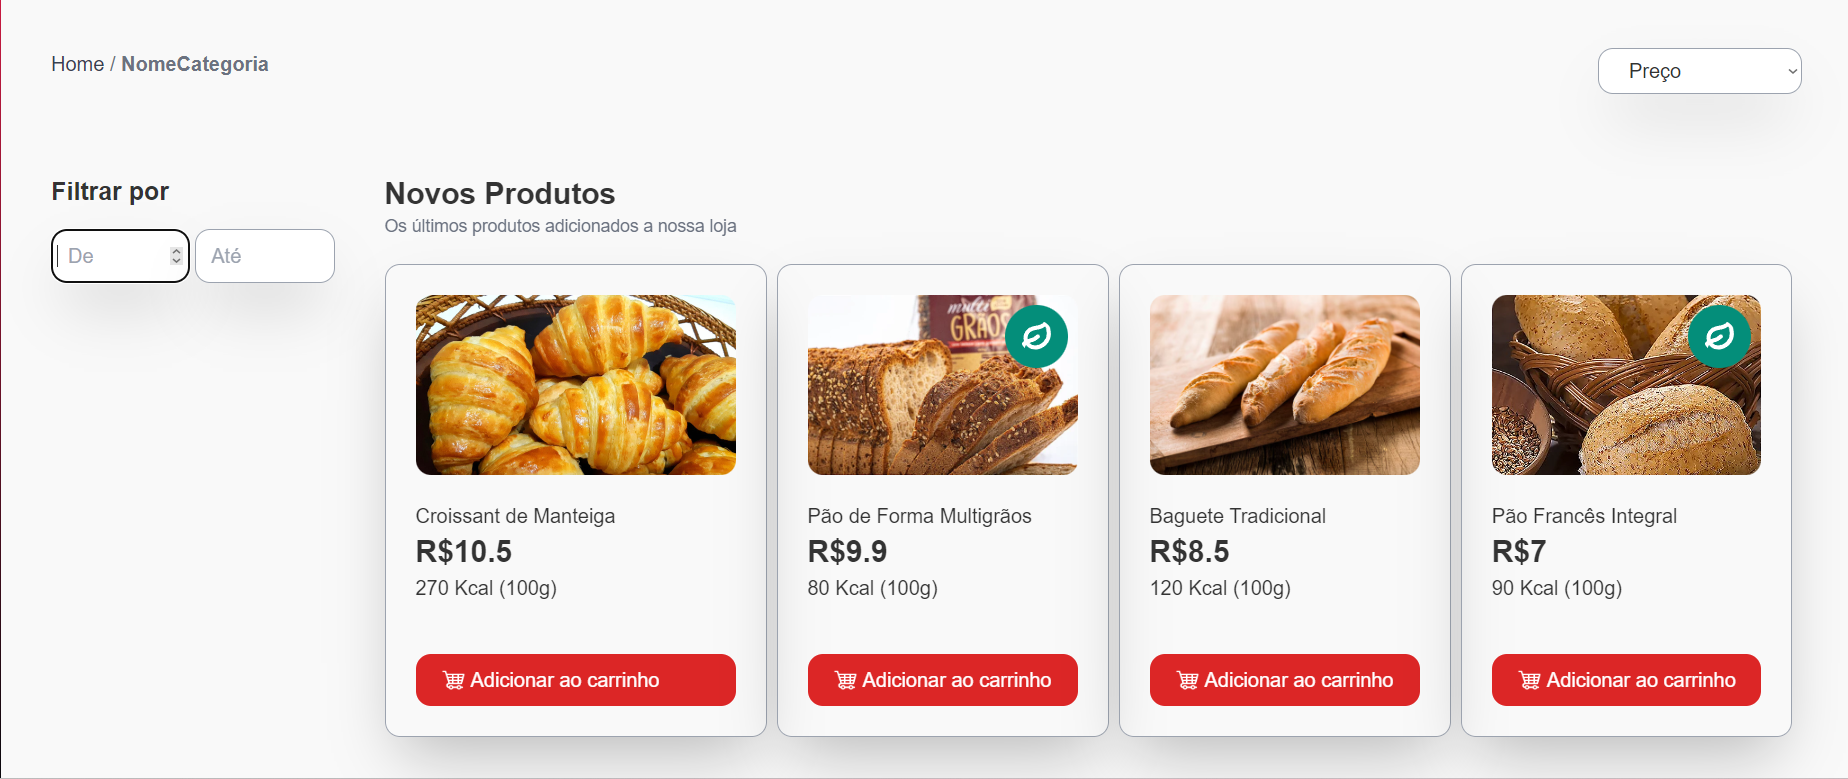 Home / NomeCategoria
Preço
Filtrar por
De
Até
Novos Produtos
Os últimos produtos adicionados a nossa loja
multi
GRÃOS
Croissant de Manteiga
R$10.5
270 Kcal (100g)
Adicionar ao carrinho
Pão de Forma Multigrãos
R$9.9
80 Kcal (100g)
Adicionar ao carrinho
Baguete Tradicional
R$8.5
120 Kcal (100g)
Adicionar ao carrinho
Pão Francês Integral
R$7
90 Kcal (100g)
Adicionar ao carrinho